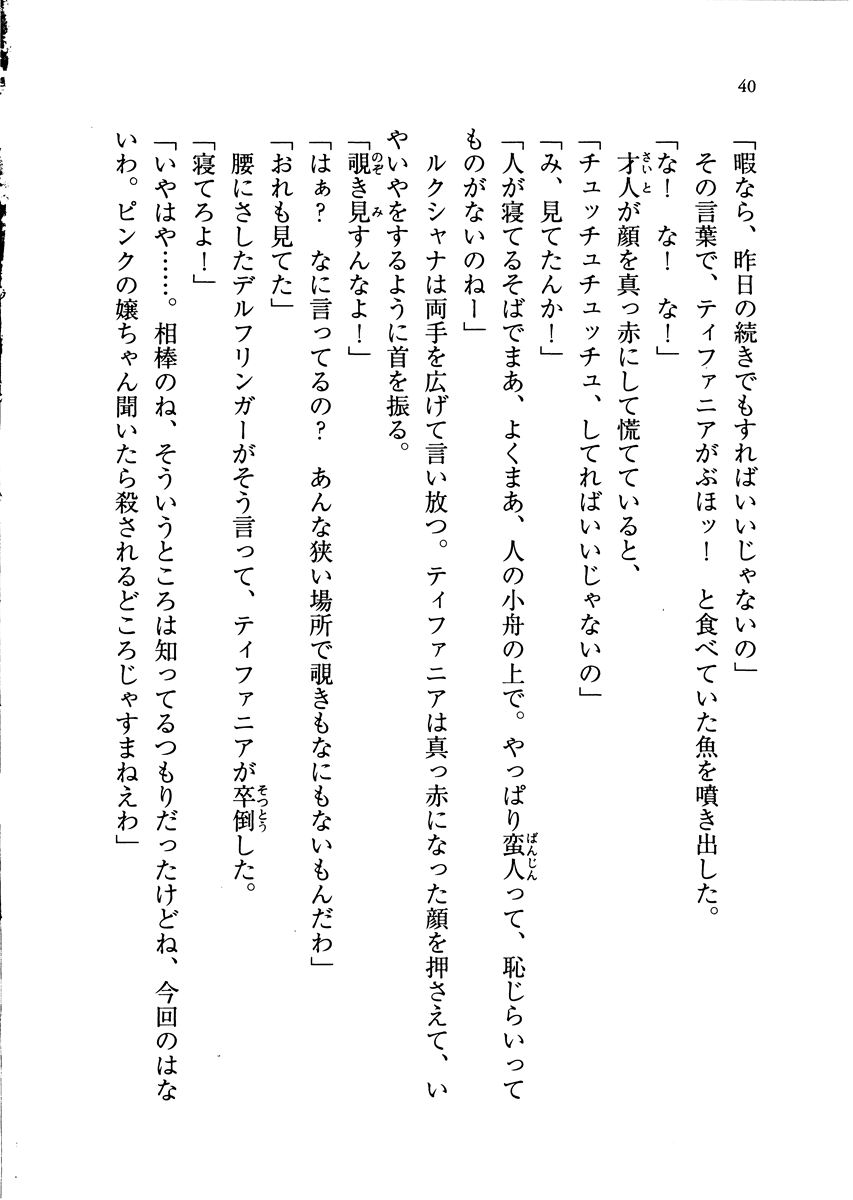 40
「暇なら、昨日の続きでもすればいいじゃないの」
その言葉で、ティファニアがぶほッ！　と食べていた魚を噴き出した。
「な！　な！　な！」
才人が顔を真っ赤にして慌てていると、
「チュッチュチュッチュ、してればいいじゃないの」
「み、見てたんか！」
「人が寝てるそばでまあ、よくまあ、人の小舟の上で。やっぱり蛮人って、恥じらいって
ものがないのねー」
ルクシャナは両手を広げて言い放つ。ティファニアは真っ赤になった顔を押さえて、い
やいやをするように首を振る。
「覗き見すんなよ！」
「はぁ？　なに言ってるの？　あんな狭い場所で覗きもなにもないもんだわ」
「おれも見てた」
腰にさしたデルフリンガーがそう言って、ティファニアが卒倒した。
「寝てろよ！」
「いやはや……。相棒のね、そういうところは知ってるつもりだったけどね、今回のはな
いわ。ピンクの嬢ちゃん聞いたら殺されるどころじゃすまねえわ」